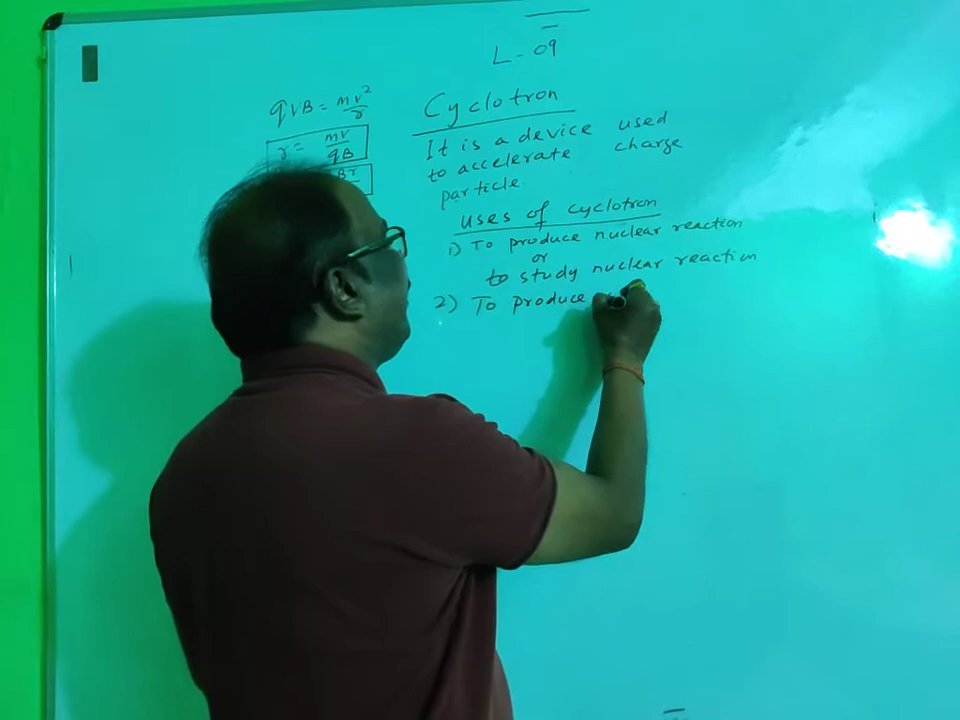 L - 09
qVB = mv²/r
r = mv/qB
Br
Cyclotron
It is a device used
to accelerate charge
particle.
uses of cyclotron
1) To produce nuclear reaction
or
to study nuclear reaction
2) To produce